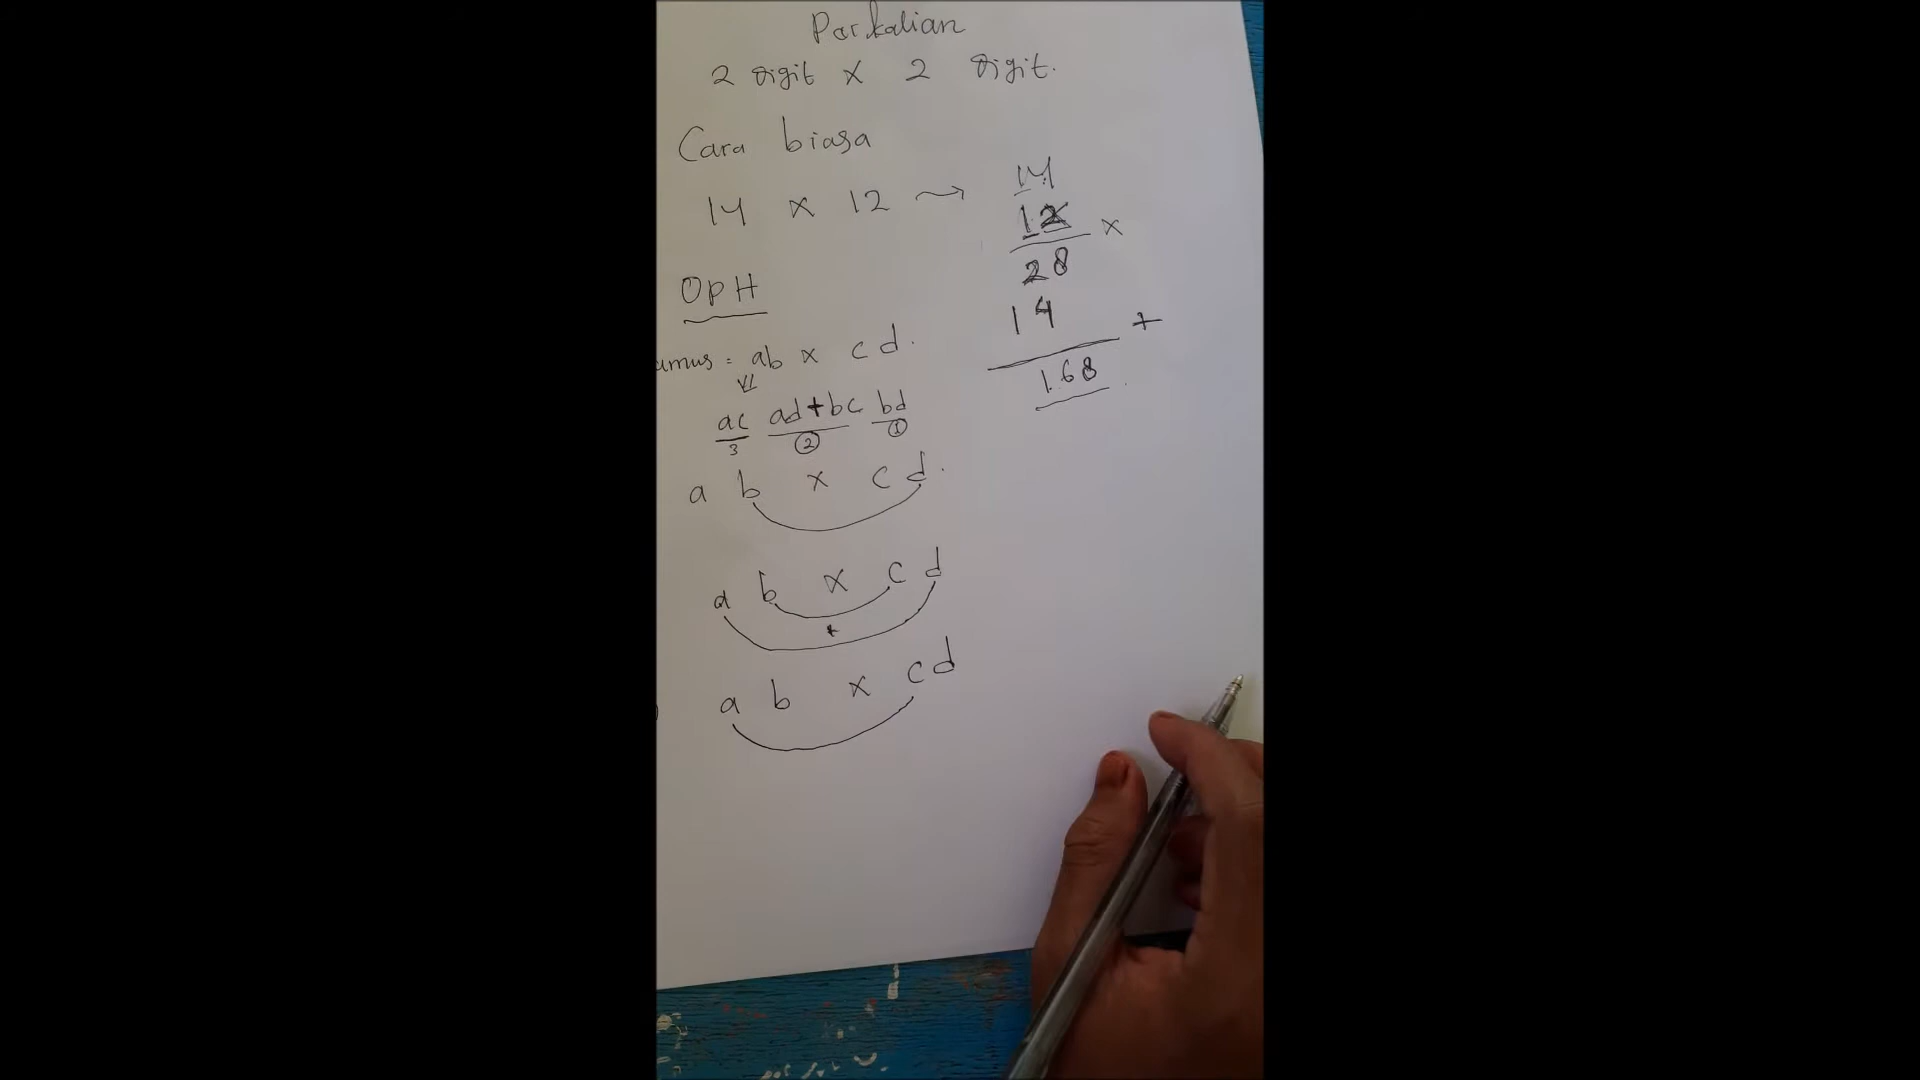 Perkalian
2 digit x 2 digit.
Cara biasa
14 x 12 →
14
12 x
28
14 +
168
OPH
umus = ab x cd.
ac ad+bc bd
3 2 1
a b x c d.
a b x c d
+
a b x c d